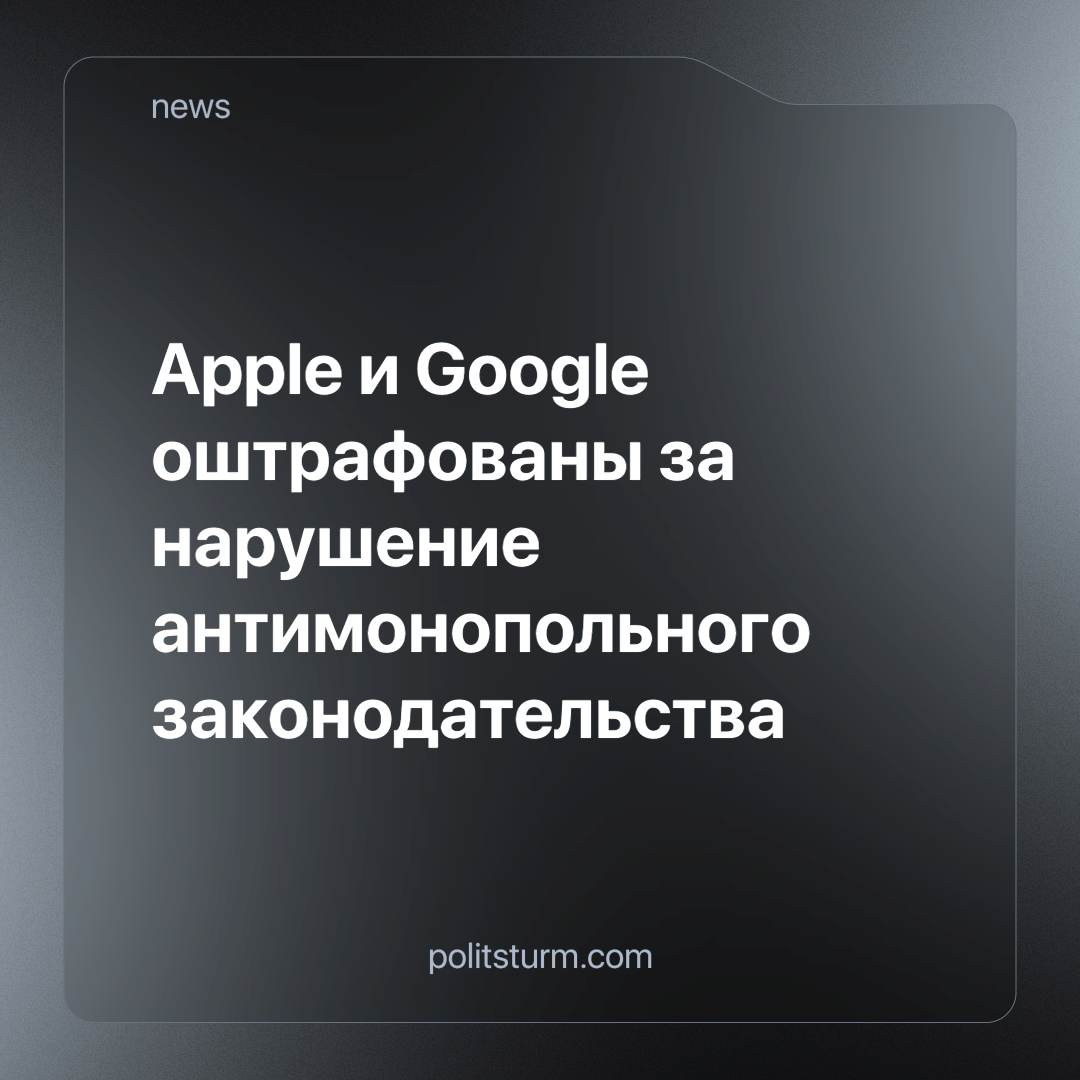 news
Apple и Google
оштрафованы за
нарушение
антимонопольного
законодательства
politsturm.com